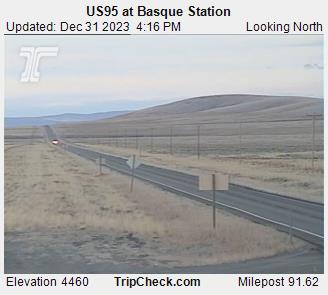 US95 at Basque Station
Updated: Dec 31 2023 4:16 PM Looking North
Elevation 4460 TripCheck.com Milepost 91.62